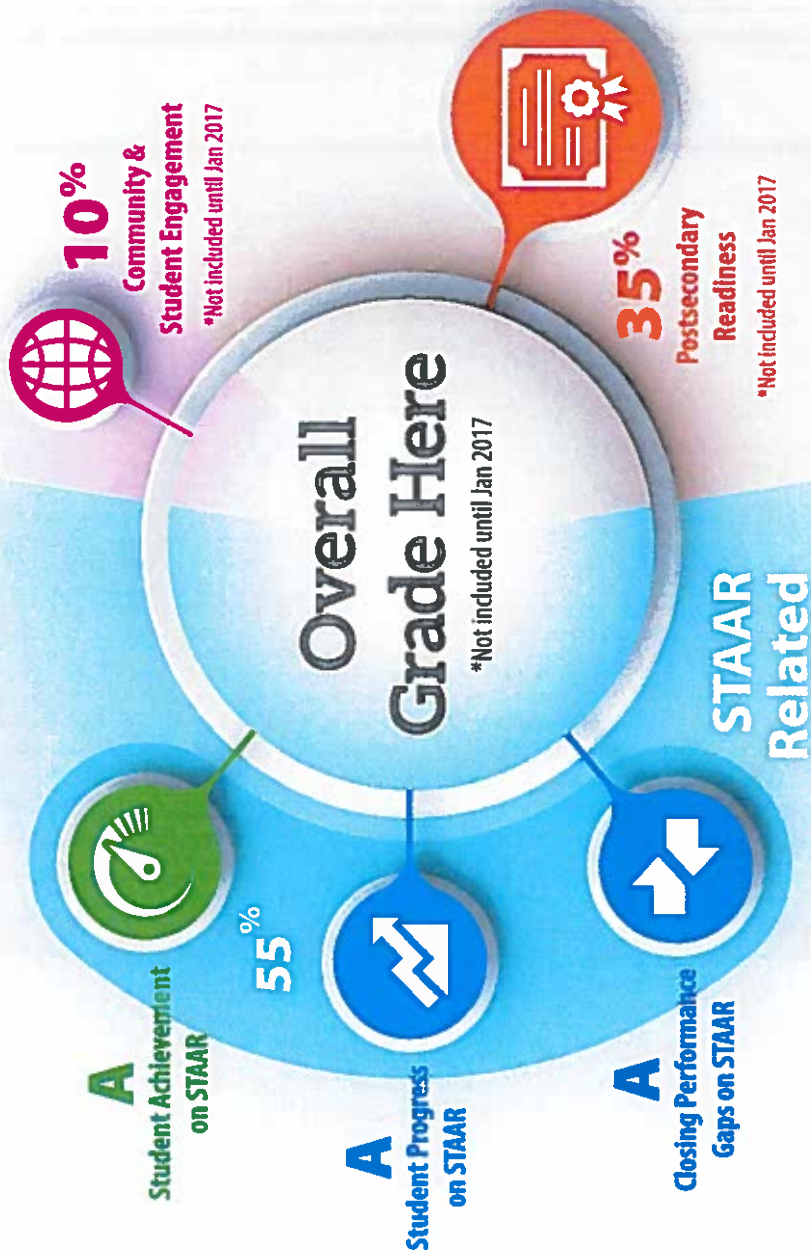 A
Student Achievement
on STAAR
55%
A
Student Progress
on STAAR
A
Closing Performance
Gaps on STAAR
STAAR
Related
Overall
Grade Here
*Not included until Jan 2017
10%
Community &
Student Engagement
*Not included until Jan 2017
35%
Postsecondary
Readiness
*Not included until Jan 2017